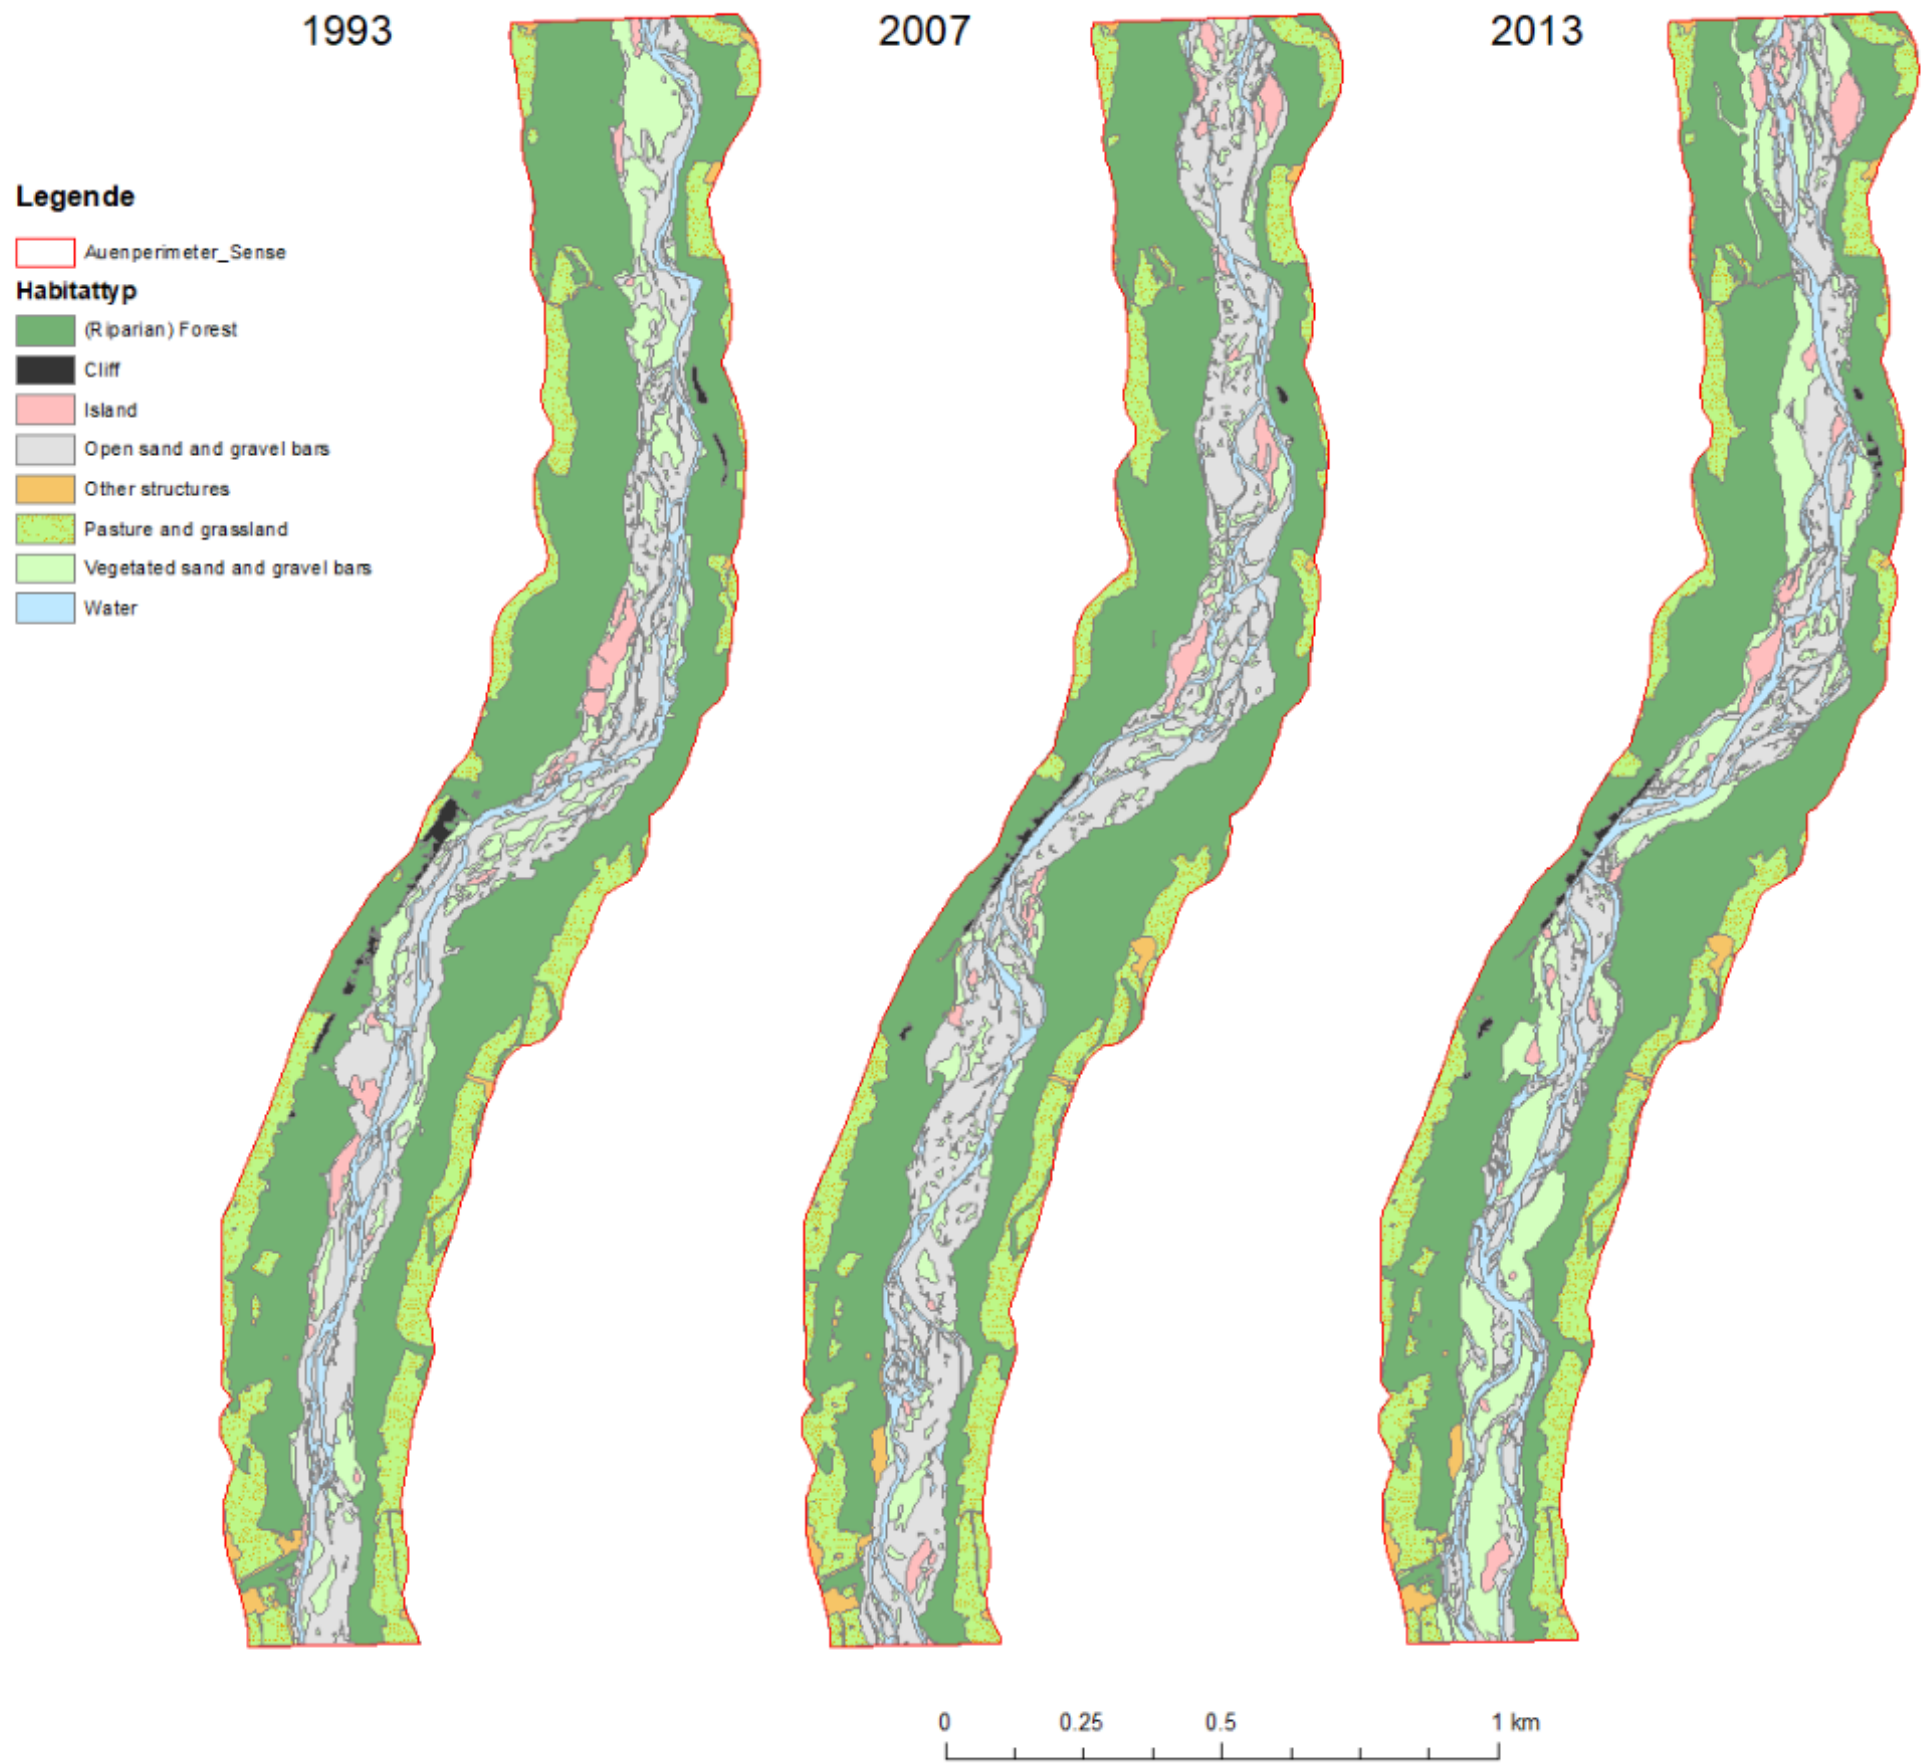 1993
2007
2013
Legende
Auenperimeter_Sense
Habitattyp
(Riparian) Forest
Cliff
Island
Open sand and gravel bars
Other structures
Pasture and grassland
Vegetated sand and gravel bars
Water
0 0.25 0.5 1 km